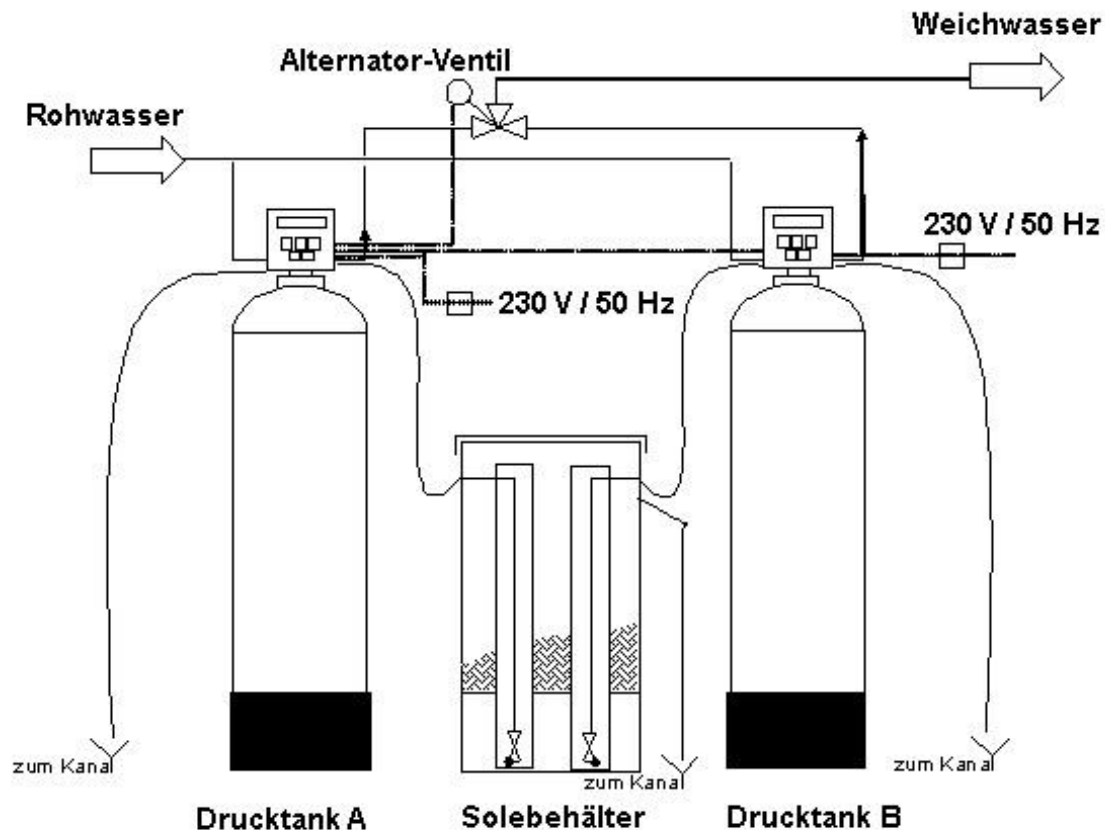 Weichwasser
Alternator-Ventil
Rohwasser
230 V / 50 Hz
230 V / 50 Hz
zum Kanal
zum Kanal
zum Kanal
Drucktank A
Solebehälter
Drucktank B